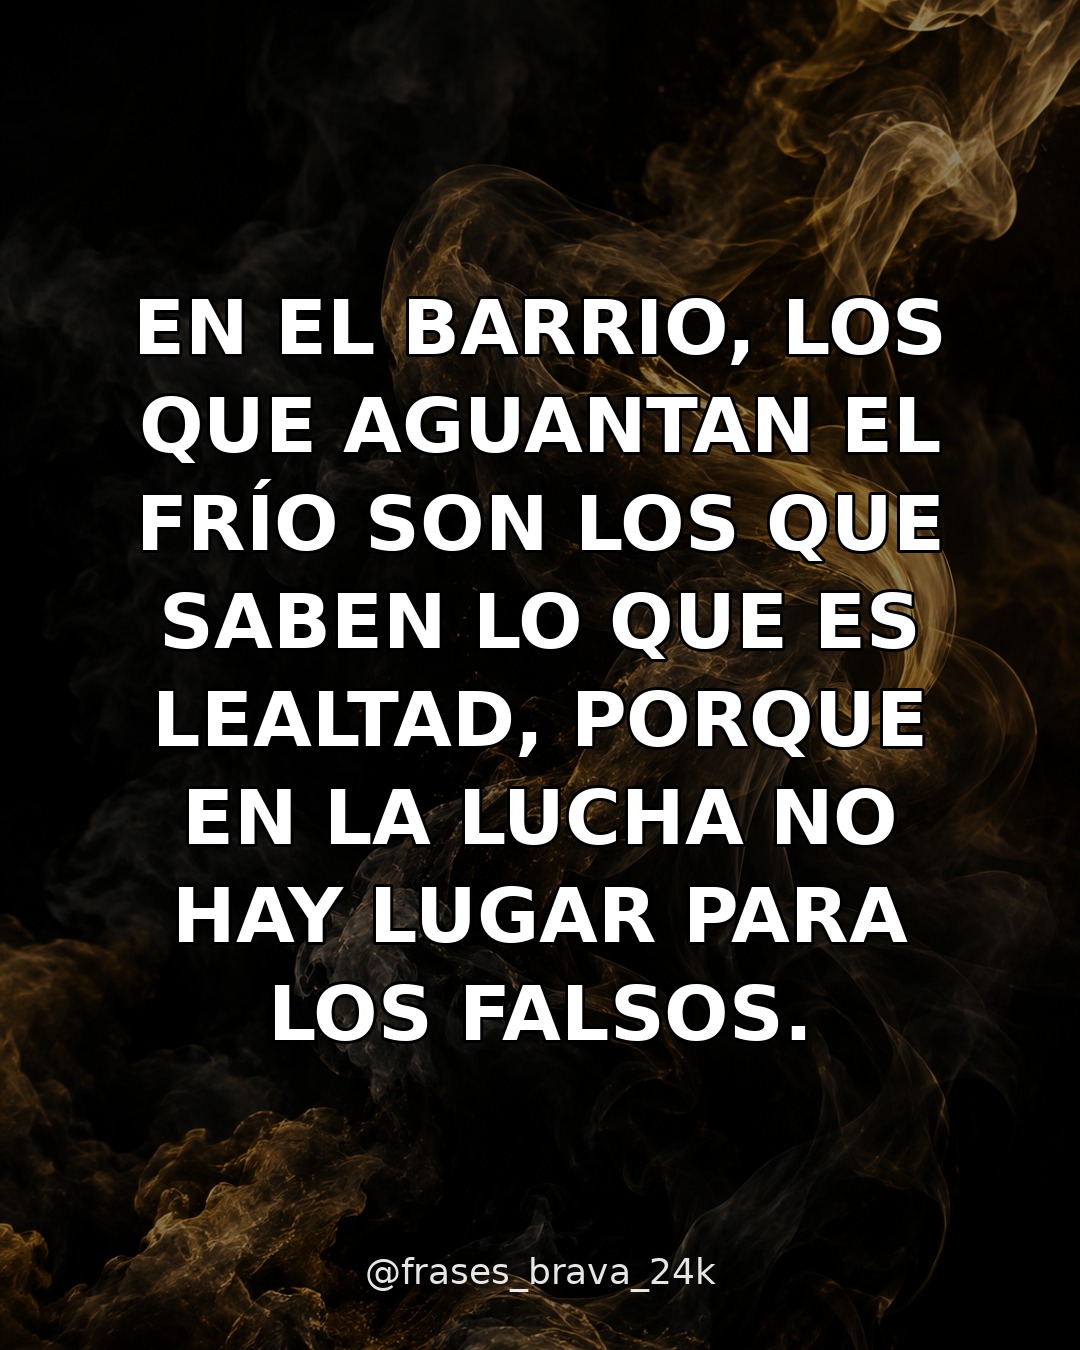 EN EL BARRIO, LOS
QUE AGUANTAN EL
FRÍO SON LOS QUE
SABEN LO QUE ES
LEALTAD, PORQUE
EN LA LUCHA NO
HAY LUGAR PARA
LOS FALSOS.
@frases_brava_24k